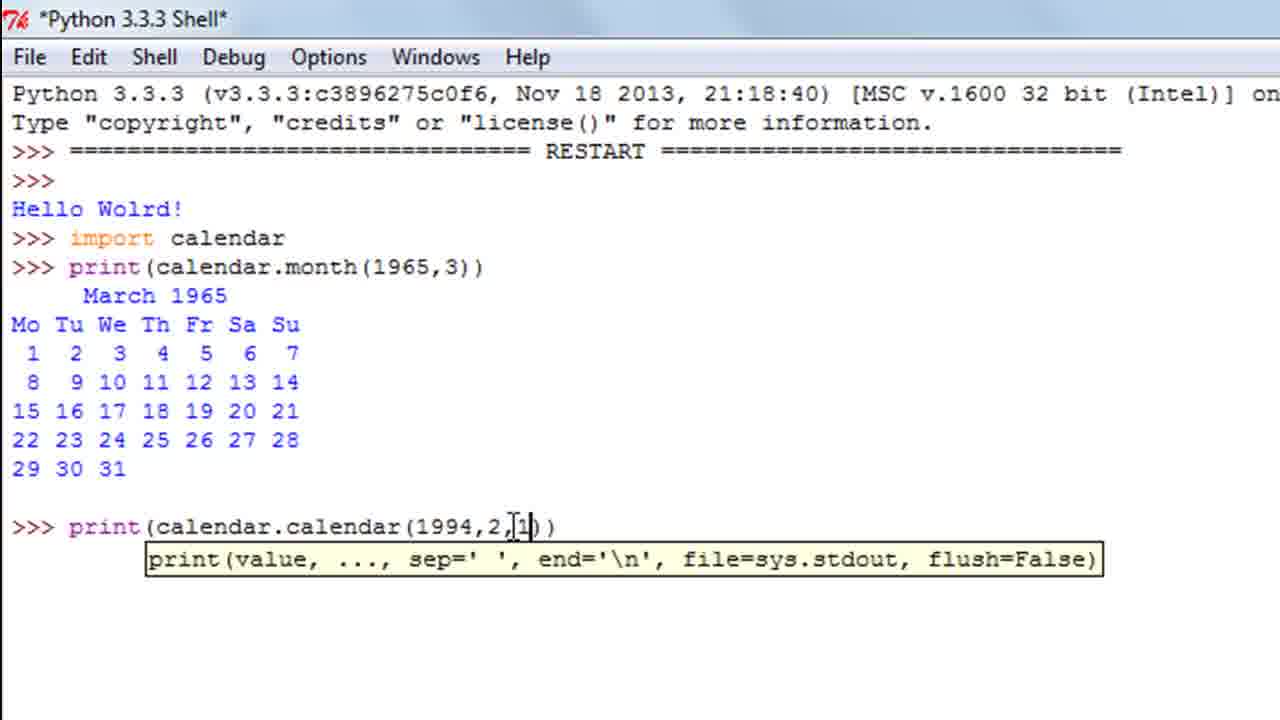 *Python 3.3.3 Shell*
File Edit Shell Debug Options Windows Help
Python 3.3.3 (v3.3.3:c3896275c0f6, Nov 18 2013, 21:18:40) [MSC v.1600 32 bit (Intel)] on
Type "copyright", "credits" or "license()" for more information.
>>> ================================ RESTART ================================
>>>
Hello Wolrd!
>>> import calendar
>>> print(calendar.month(1965,3))
     March 1965
Mo Tu We Th Fr Sa Su
 1  2  3  4  5  6  7
 8  9 10 11 12 13 14
15 16 17 18 19 20 21
22 23 24 25 26 27 28
29 30 31
>>> print(calendar.calendar(1994,2,1))
print(value, ..., sep=' ', end='\n', file=sys.stdout, flush=False)